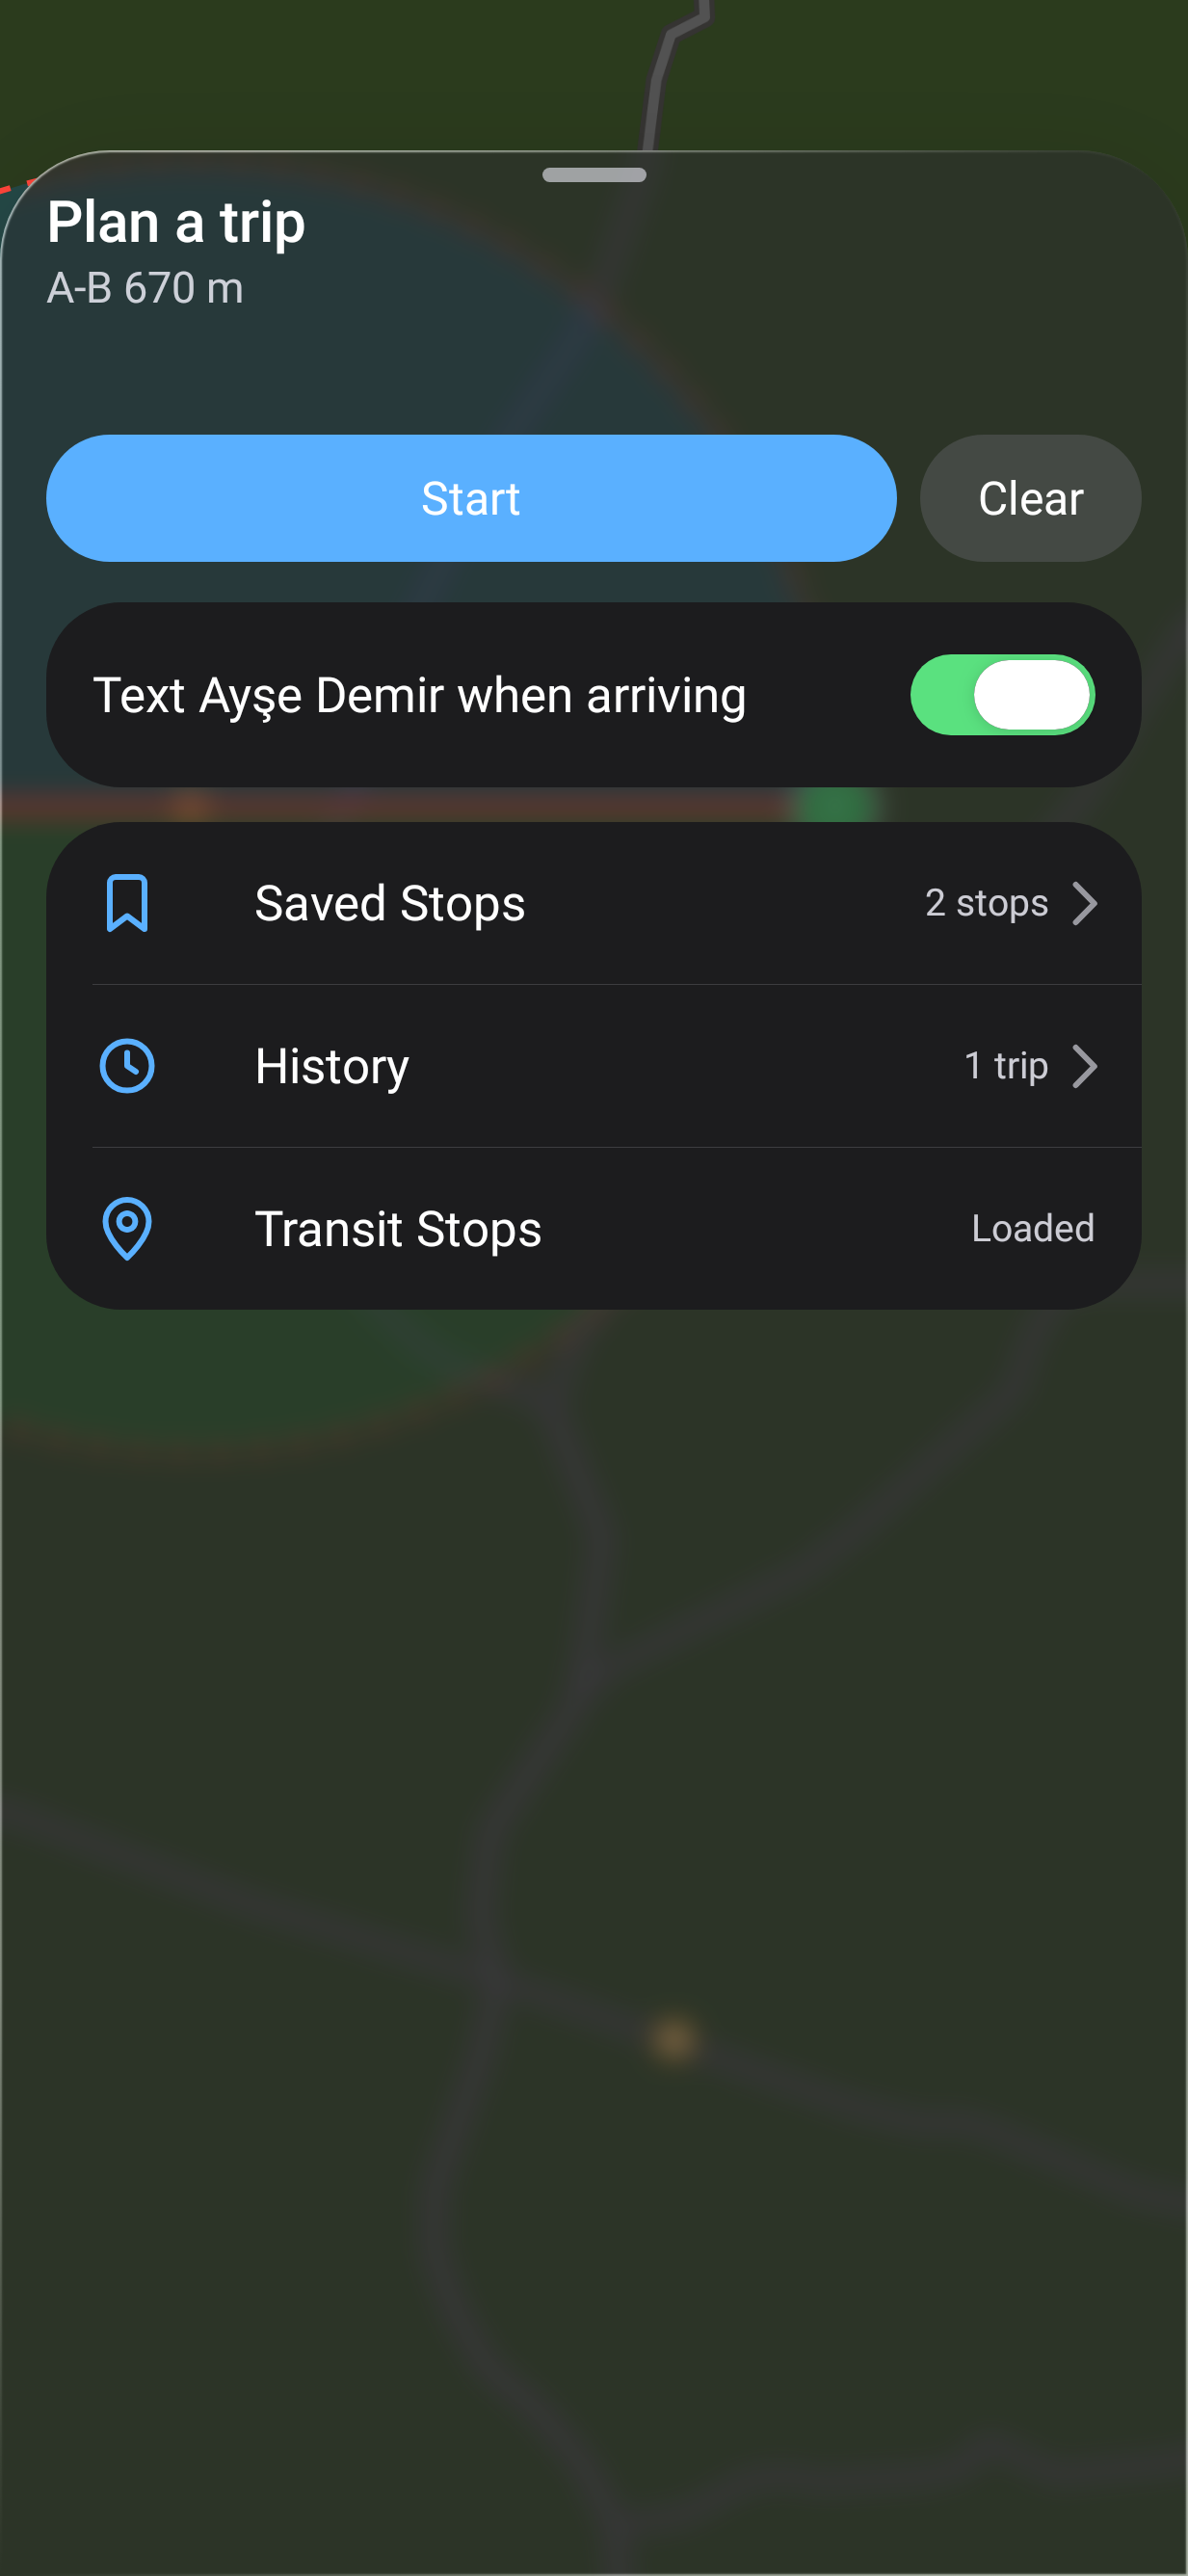 Plan a trip
A-B 670 m
Start
Clear
Text Ayşe Demir when arriving
Saved Stops
2 stops
History
1 trip
Transit Stops
Loaded